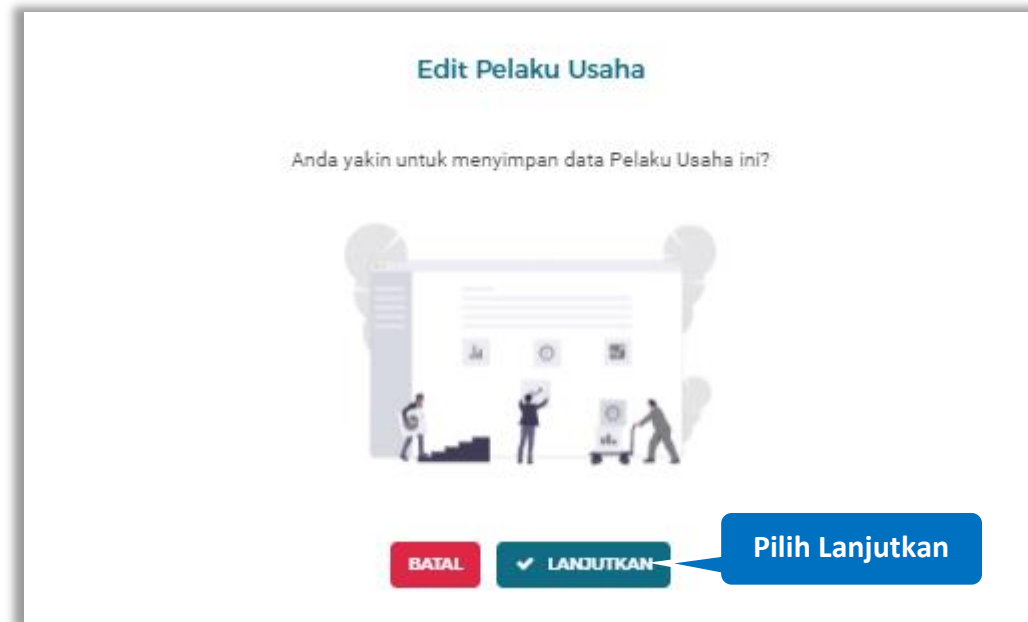 Edit Pelaku Usaha
Anda yakin untuk menyimpan data Pelaku Usaha ini?
BATAL
LANJUTKAN
Pilih Lanjutkan